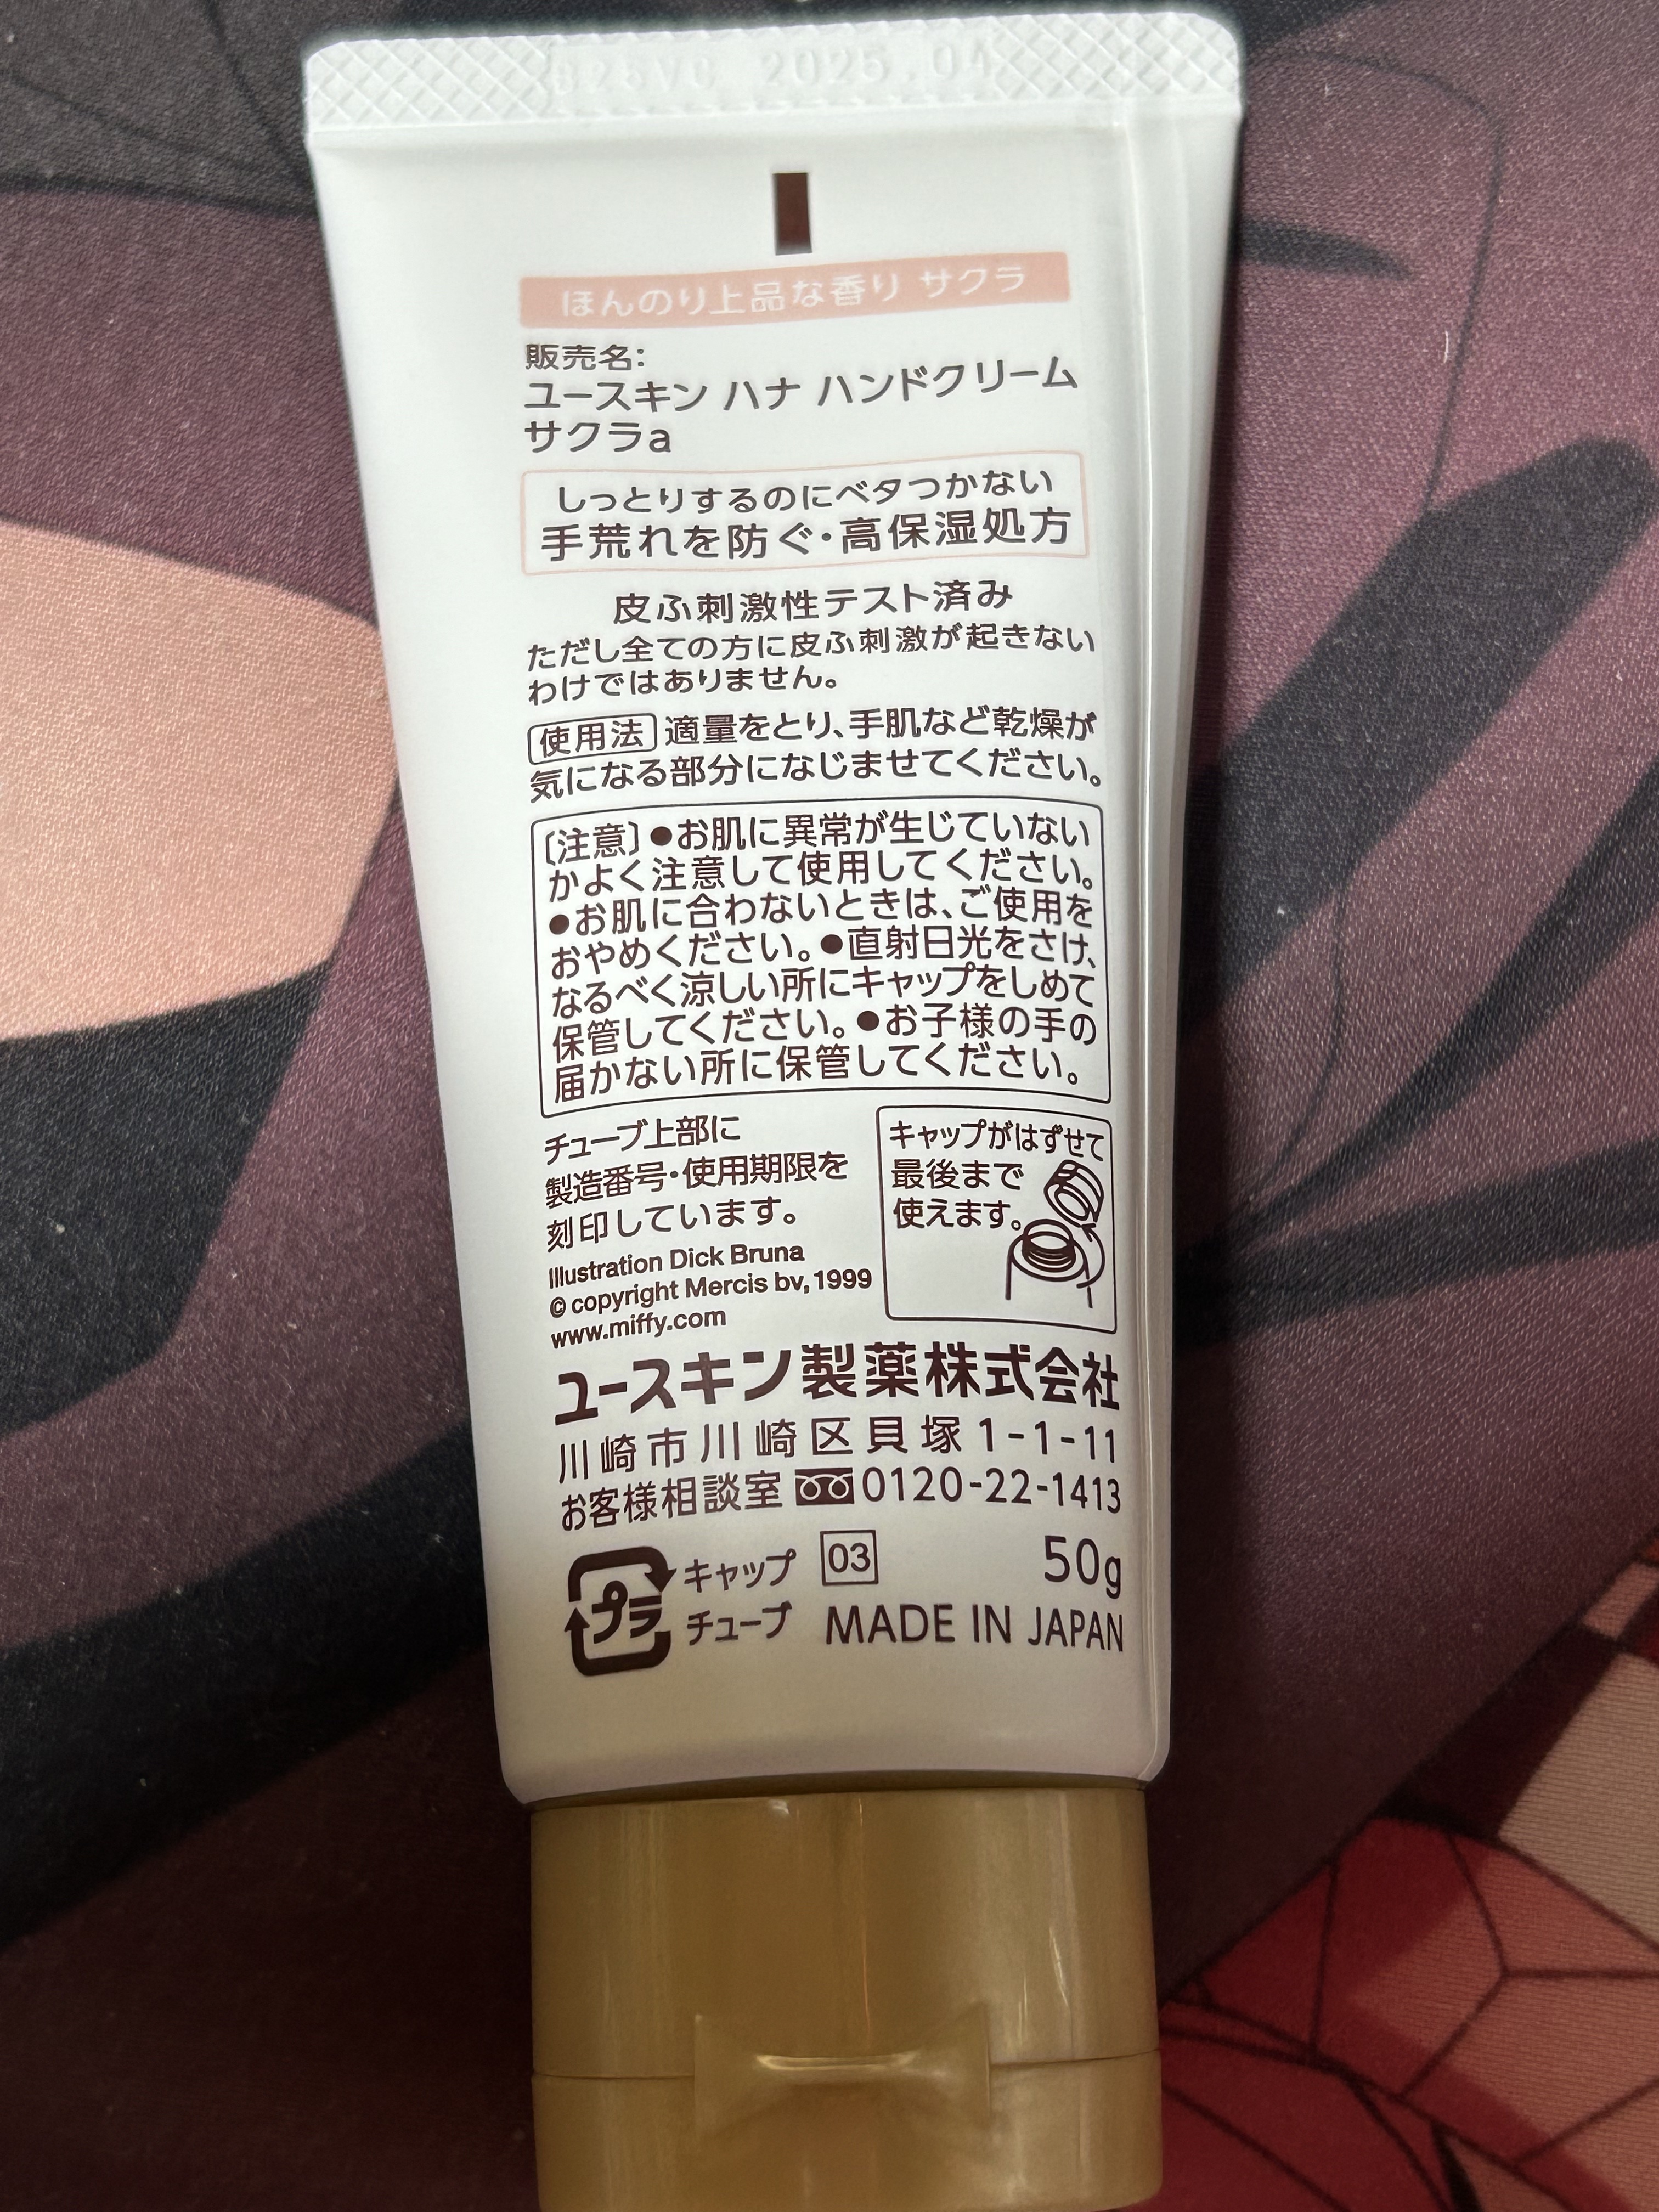 2025.04
ほんのり上品な香り サクラ
販売名:
ユースキン ハナ ハンドクリーム
サクラa
しっとりするのにベタつかない
手荒れを防ぐ・高保湿処方
皮ふ刺激性テスト済み
ただし全ての方に皮ふ刺激が起きない
わけではありません。
使用法 適量をとり、手肌など乾燥が
気になる部分になじませてください。
〔注意〕●お肌に異常が生じていない
かよく注意して使用してください。
●お肌に合わないときは、ご使用を
おやめください。●直射日光をさけ、
なるべく涼しい所にキャップをしめて
保管してください。●お子様の手の
届かない所に保管してください。
チューブ上部に
製造番号・使用期限を
刻印しています。
Illustration Dick Bruna
© copyright Mercis bv, 1999
www.miffy.com
キャップがはずせて
最後まで
使えます。
ユースキン製薬株式会社
川崎市川崎区貝塚1-1-11
お客様相談室 0120-22-1413
プラ
キャップ
チューブ
03
50g
MADE IN JAPAN